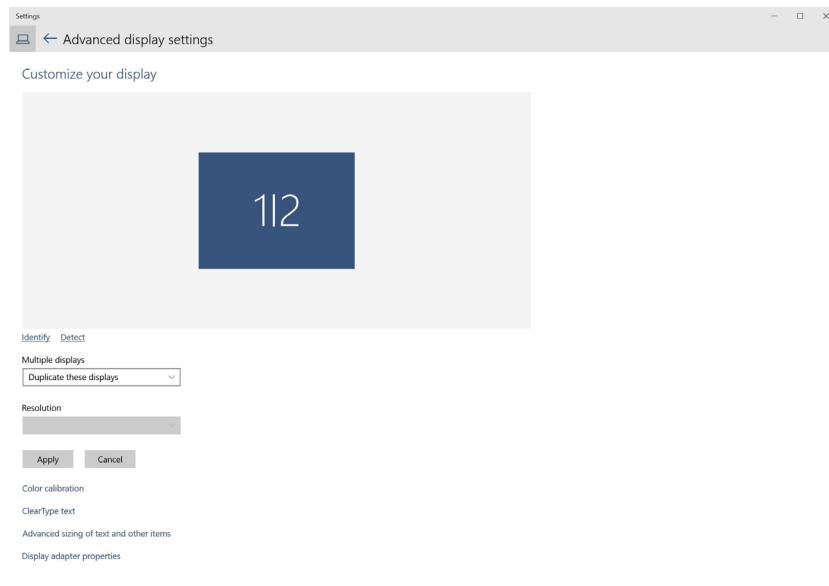 Settings
Advanced display settings
Customize your display
1|2
Identify Detect
Multiple displays
Duplicate these displays
Resolution
Apply Cancel
Color calibration
ClearType text
Advanced sizing of text and other items
Display adapter properties